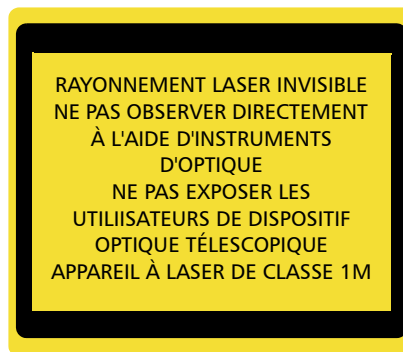 RAYONNEMENT LASER INVISIBLE
NE PAS OBSERVER DIRECTEMENT
À L'AIDE D'INSTRUMENTS
D'OPTIQUE
NE PAS EXPOSER LES
UTILIISATEURS DE DISPOSITIF
OPTIQUE TÉLESCOPIQUE
APPAREIL À LASER DE CLASSE 1M